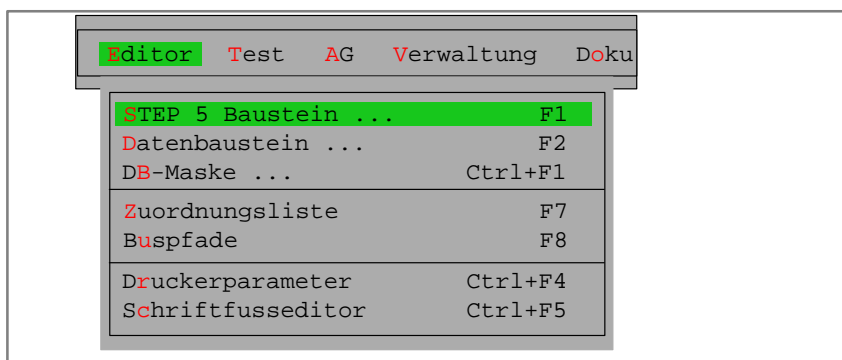 Editor Test AG Verwaltung Doku
STEP 5 Baustein ... F1
Datenbaustein ... F2
DB-Maske ... Ctrl+F1
Zuordnungsliste F7
Buspfade F8
Druckerparameter Ctrl+F4
Schriftfusseditor Ctrl+F5